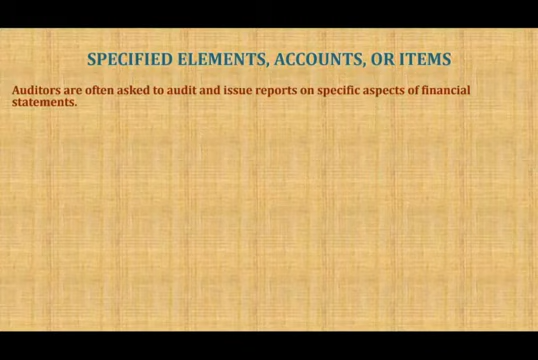 SPECIFIED ELEMENTS, ACCOUNTS, OR ITEMS
Auditors are often asked to audit and issue reports on specific aspects of financial
statements.